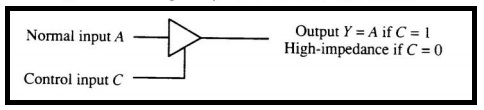 Normal input A
Output Y = A if C = 1
High-impedance if C = 0
Control input C